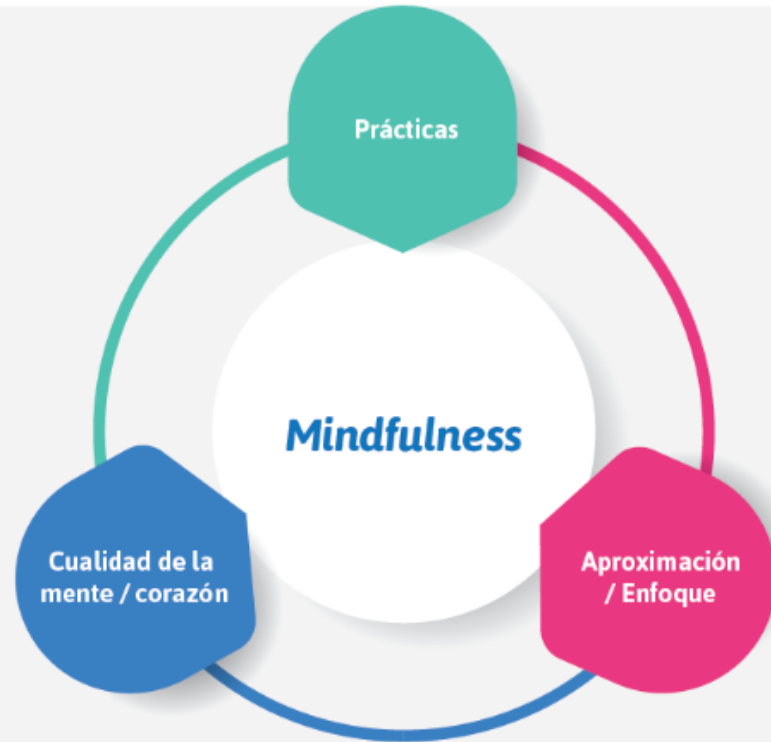 Prácticas
Mindfulness
Cualidad de la
mente / corazón
Aproximación
/ Enfoque